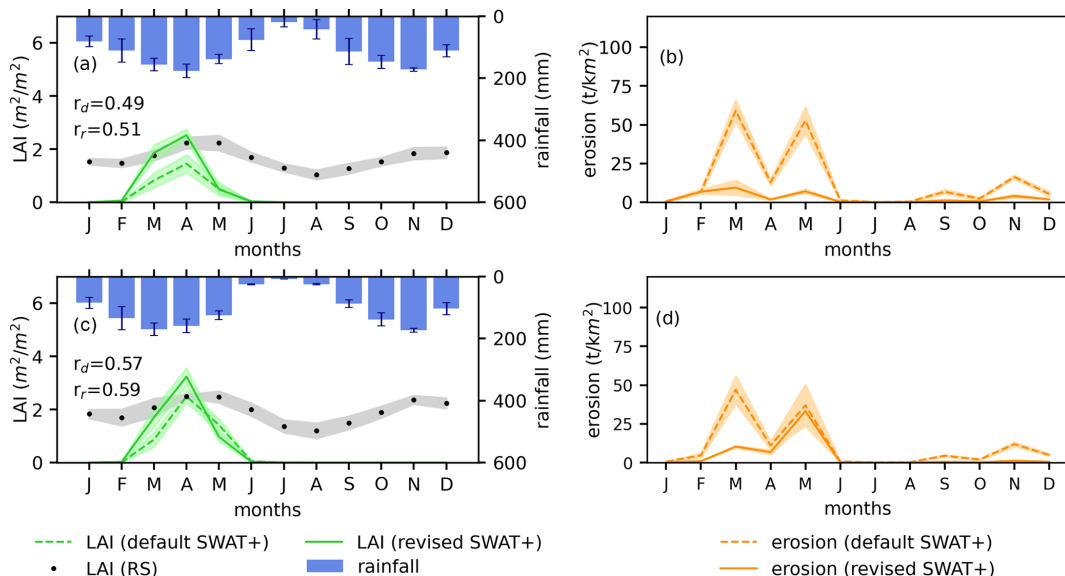 6
4
2
0
LAI (m²/m²)
(a)
r_d=0.49
r_r=0.51
J F M A M J J A S O N D
months
0
200
400
600
rainfall (mm)
100
75
50
25
0
erosion (t/km²)
(b)
J F M A M J J A S O N D
months
6
4
2
0
LAI (m²/m²)
(c)
r_d=0.57
r_r=0.59
J F M A M J J A S O N D
months
0
200
400
600
rainfall (mm)
100
75
50
25
0
erosion (t/km²)
(d)
J F M A M J J A S O N D
months
LAI (default SWAT+)
LAI (revised SWAT+)
LAI (RS)
rainfall
erosion (default SWAT+)
erosion (revised SWAT+)